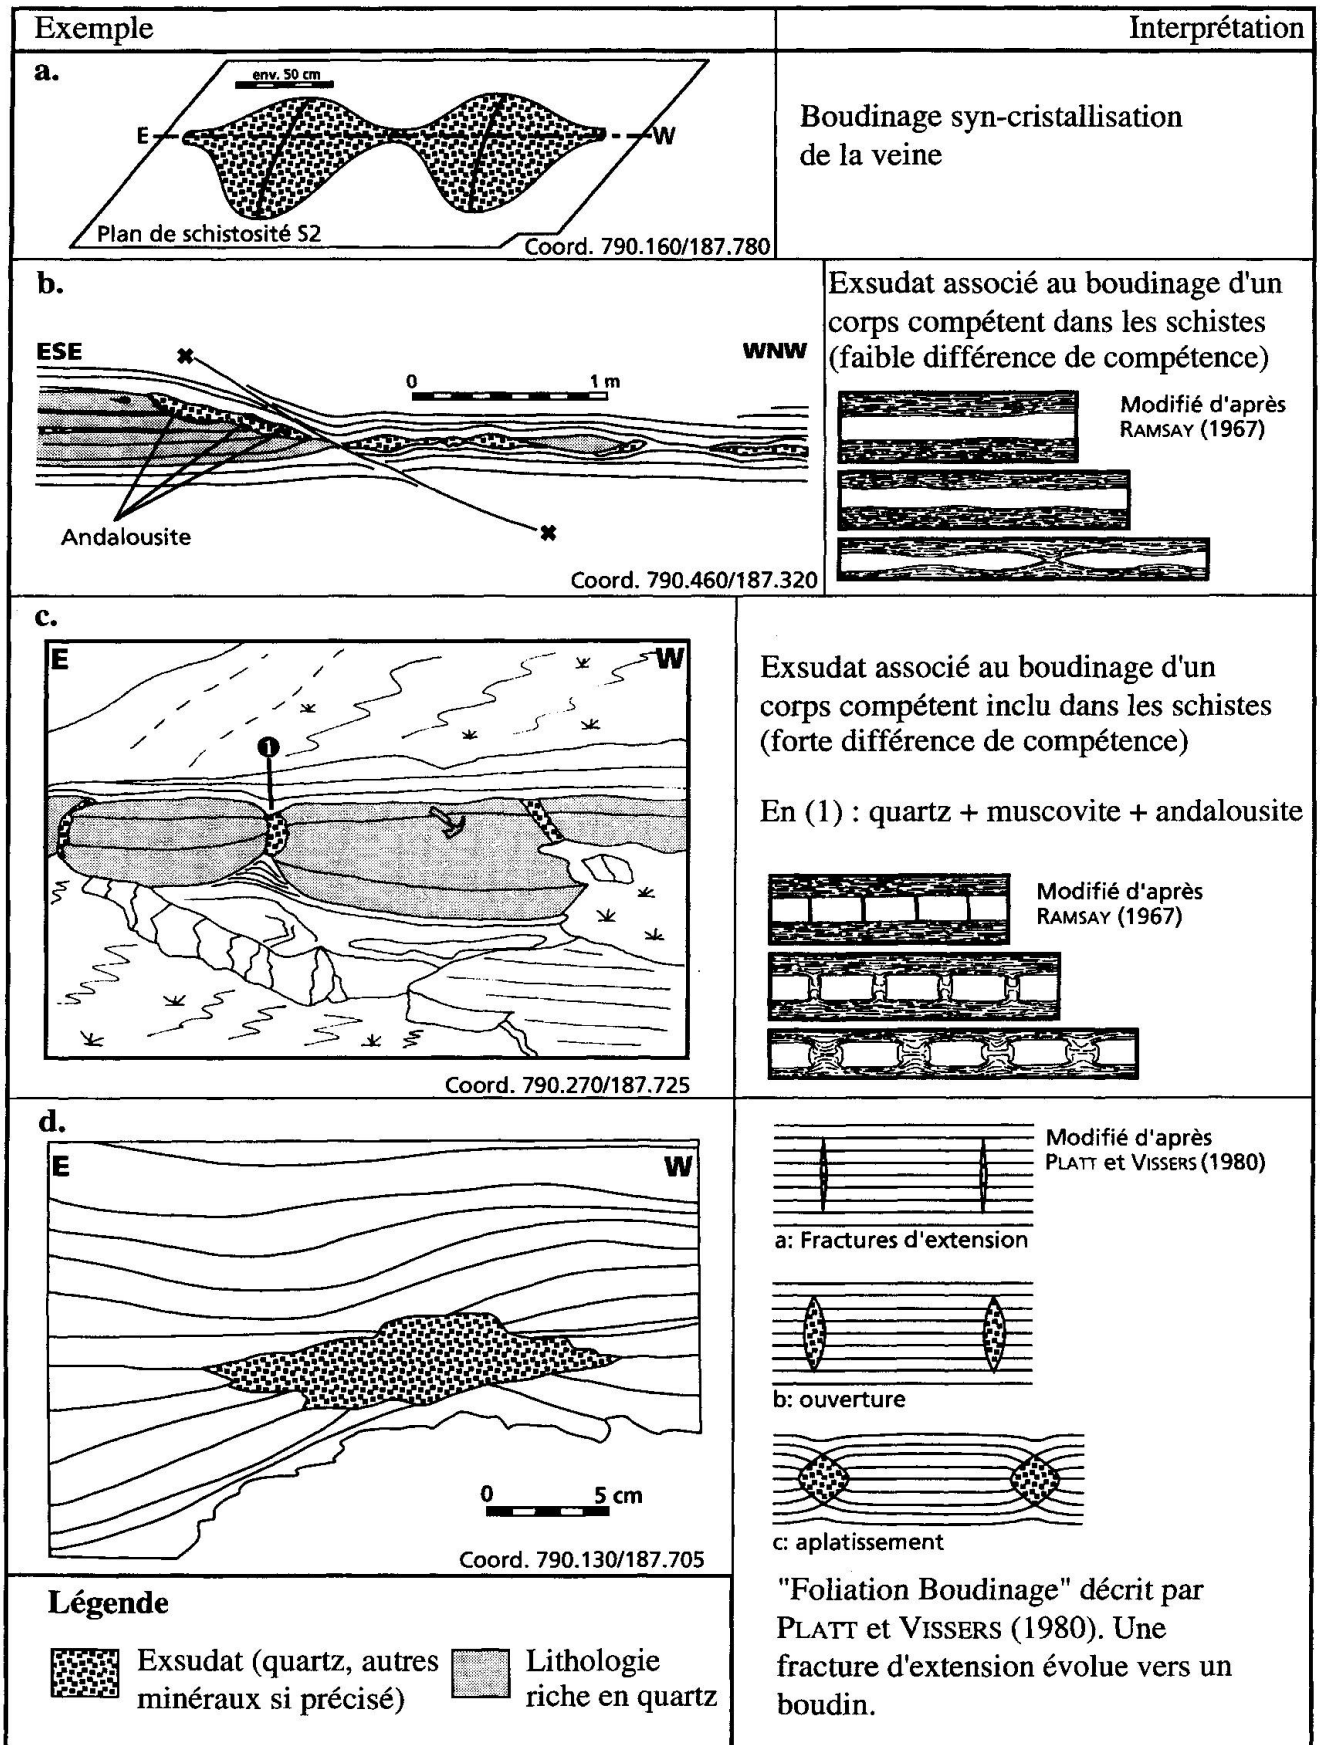 Exemple
Interprétation
a.
env. 50 cm
E
W
Plan de schistosité S2
Coord. 790.160/187.780
Boudinage syn-cristallisation
de la veine
b.
ESE
WNW
0
1 m
Andalousite
Coord. 790.460/187.320
Exsudat associé au boudinage d'un
corps compétent dans les schistes
(faible différence de compétence)
Modifié d'après
RAMSAY (1967)
c.
E
W
1
Coord. 790.270/187.725
Exsudat associé au boudinage d'un
corps compétent inclu dans les schistes
(forte différence de compétence)
En (1) : quartz + muscovite + andalousite
Modifié d'après
RAMSAY (1967)
d.
E
W
0
5 cm
Coord. 790.130/187.705
Modifié d'après
PLATT et VISSERS (1980)
a: Fractures d'extension
b: ouverture
c: aplatissement
"Foliation Boudinage" décrit par
PLATT et VISSERS (1980). Une
fracture d'extension évolue vers un
boudin.
Légende
Exsudat (quartz, autres
minéraux si précisé)
Lithologie
riche en quartz